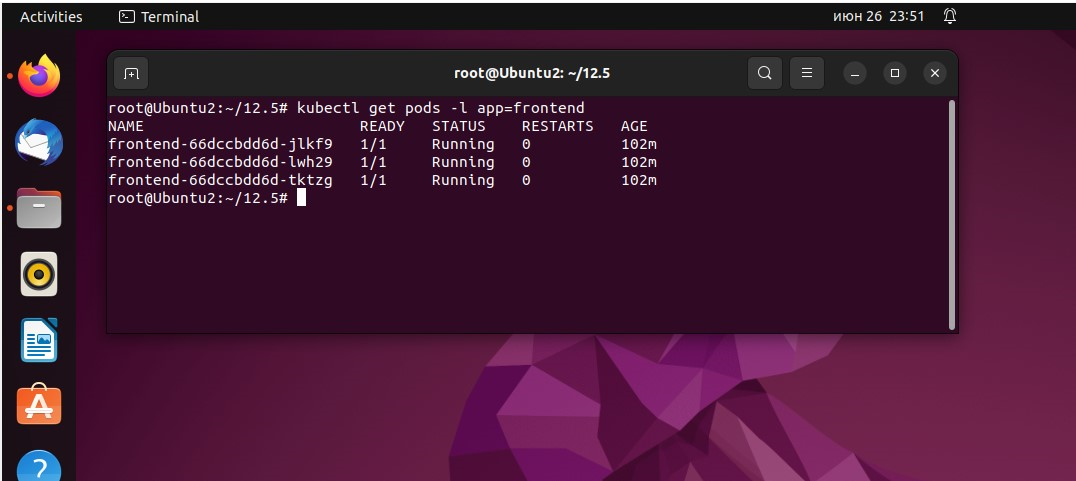 Activities
Terminal
июн 26 23:51
root@Ubuntu2: ~/12.5
root@Ubuntu2:~/12.5# kubectl get pods -l app=frontend
NAME READY STATUS RESTARTS AGE
frontend-66dccbdd6d-jlkf9 1/1 Running 0 102m
frontend-66dccbdd6d-lwh29 1/1 Running 0 102m
frontend-66dccbdd6d-tktzg 1/1 Running 0 102m
root@Ubuntu2:~/12.5#